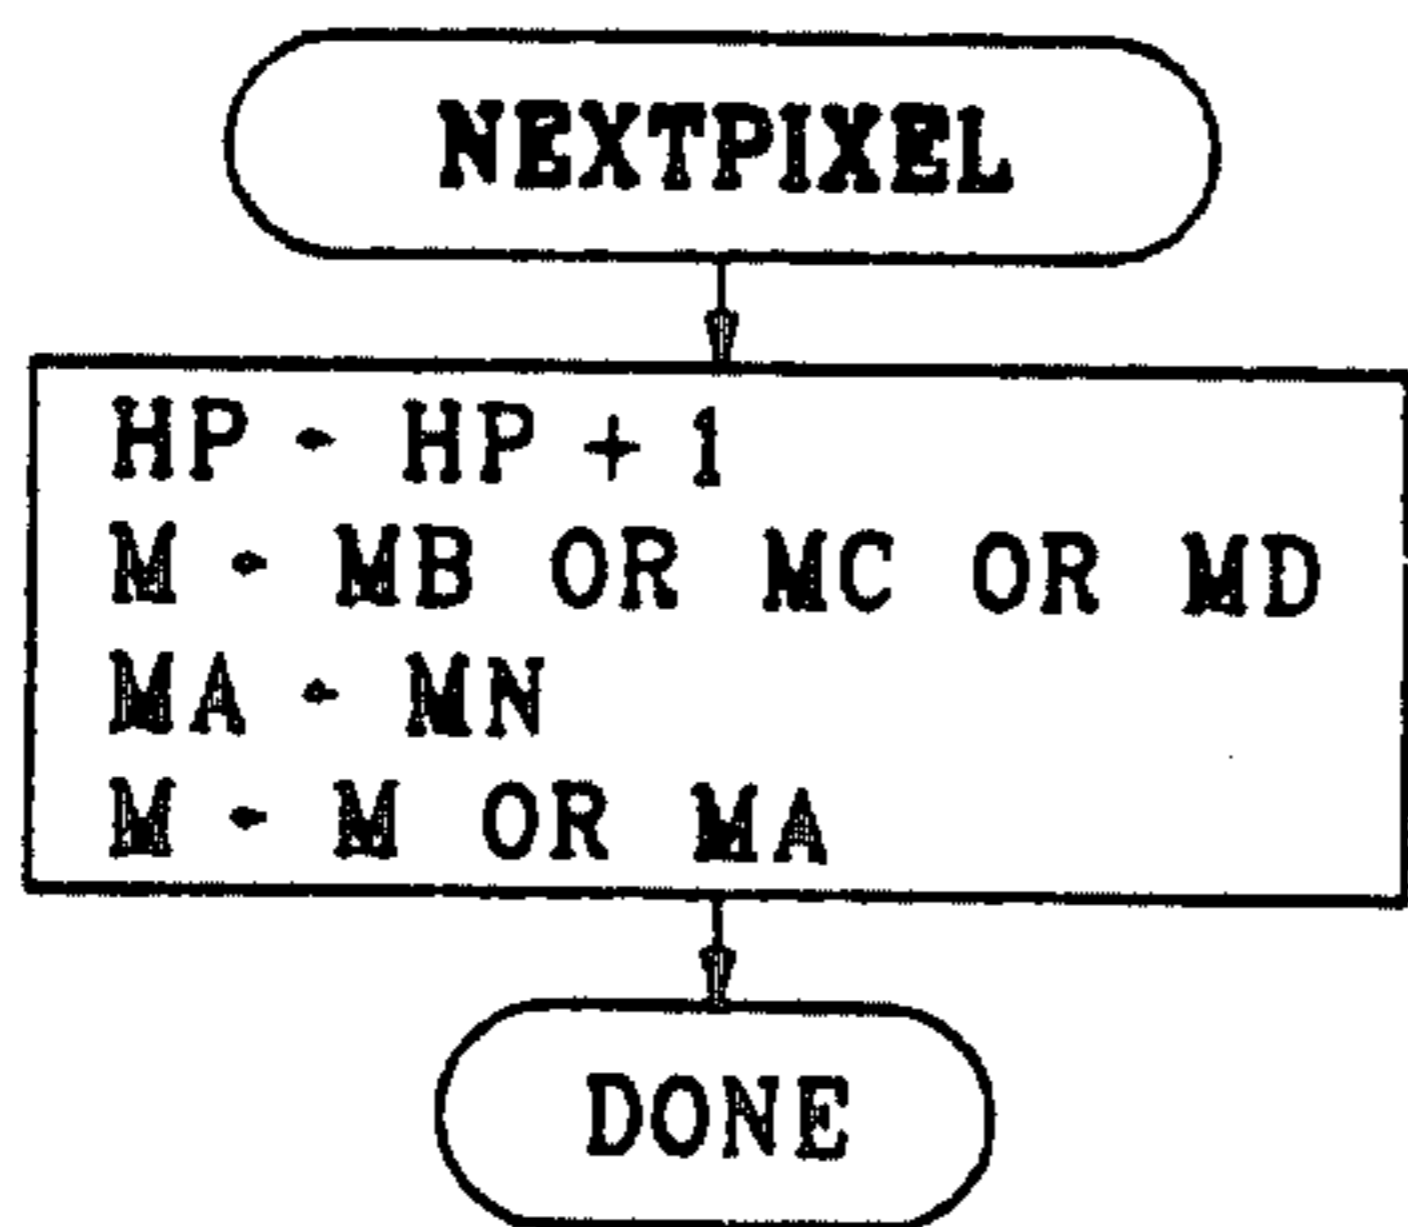 NEXTPIXEL
HP ← HP + 1
M ← MB OR MC OR MD
MA ← MN
M ← M OR MA
DONE